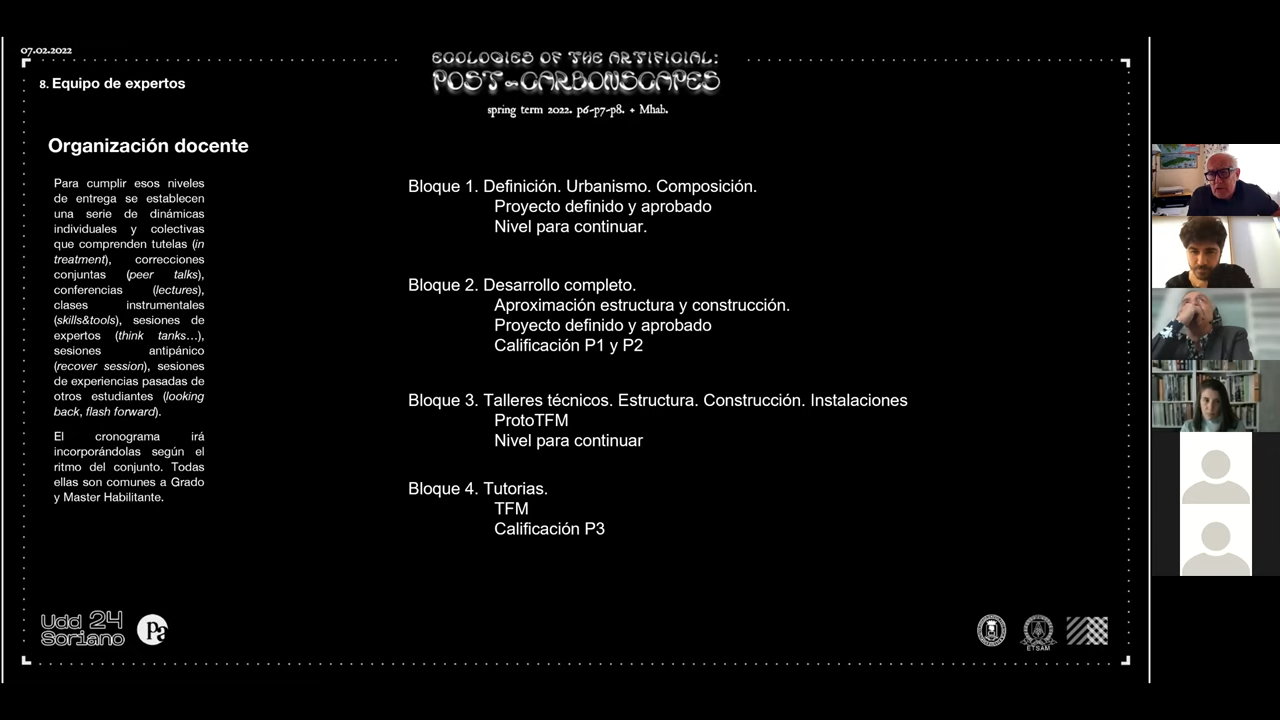 07.02.2022
8. Equipo de expertos
ECOLOGIES OF THE ARTIFICIAL:
POST-CARBONSCAPES
spring term 2022. p6-p7-p8. + Mhab.
Organización docente
Para cumplir esos niveles
de entrega se establecen
una serie de dinámicas
individuales y colectivas
que comprenden tutelas (in
treatment), correcciones
conjuntas (peer talks),
conferencias (lectures),
clases instrumentales
(skills&tools), sesiones de
expertos (think tanks…),
sesiones antipánico
(recover session), sesiones
de experiencias pasadas de
otros estudiantes (looking
back, flash forward).
El cronograma irá
incorporándolas según el
ritmo del conjunto. Todas
ellas son comunes a Grado
y Master Habilitante.
Bloque 1. Definición. Urbanismo. Composición.
Proyecto definido y aprobado
Nivel para continuar.
Bloque 2. Desarrollo completo.
Aproximación estructura y construcción.
Proyecto definido y aprobado
Calificación P1 y P2
Bloque 3. Talleres técnicos. Estructura. Construcción. Instalaciones
ProtoTFM
Nivel para continuar
Bloque 4. Tutorias.
TFM
Calificación P3
Udd 24
Soriano
Pa
ETSAM